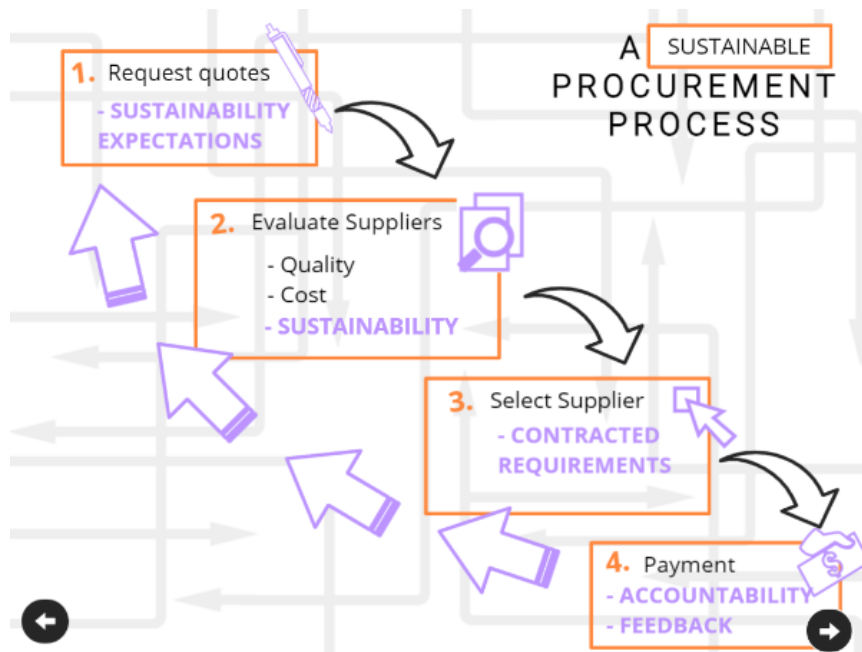 A SUSTAINABLE
PROCUREMENT
PROCESS
1. Request quotes
- SUSTAINABILITY
EXPECTATIONS
2. Evaluate Suppliers
- Quality
- Cost
- SUSTAINABILITY
3. Select Supplier
- CONTRACTED
REQUIREMENTS
4. Payment
- ACCOUNTABILITY
- FEEDBACK
$